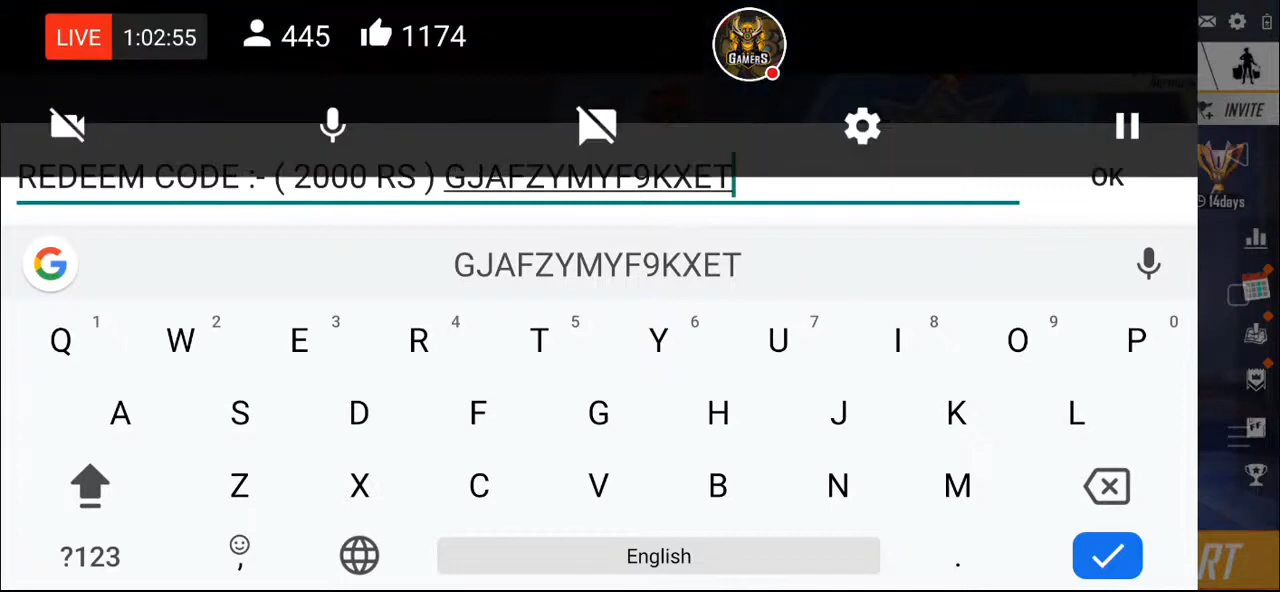 LIVE 1:02:55 445 1174
GAMERS
INVITE
REDEEM CODE :- ( 2000 RS ) GJAFZYMYF9KXET
OK
14days
GJAFZYMYF9KXET
Q 1 W 2 E 3 R 4 T 5 Y 6 U 7 I 8 O 9 P 0
A S D F G H J K L
Z X C V B N M
FF
?123 , English .
RT